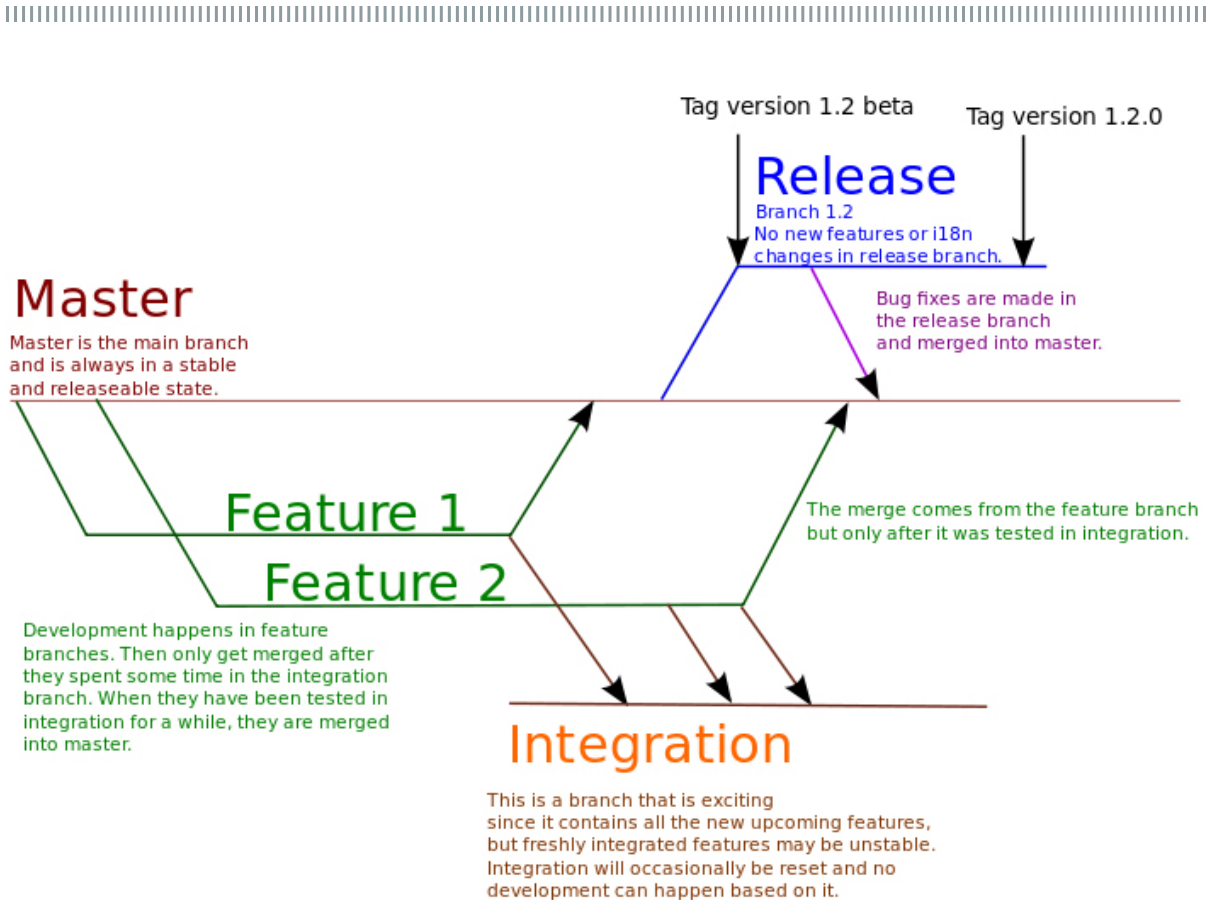 Tag version 1.2 beta
Tag version 1.2.0
Release
Branch 1.2
No new features or i18n
changes in release branch.
Master
Master is the main branch
and is always in a stable
and releaseable state.
Bug fixes are made in
the release branch
and merged into master.
Feature 1
The merge comes from the feature branch
but only after it was tested in integration.
Feature 2
Development happens in feature
branches. Then only get merged after
they spent some time in the integration
branch. When they have been tested in
integration for a while, they are merged
into master.
Integration
This is a branch that is exciting
since it contains all the new upcoming features,
but freshly integrated features may be unstable.
Integration will occasionally be reset and no
development can happen based on it.